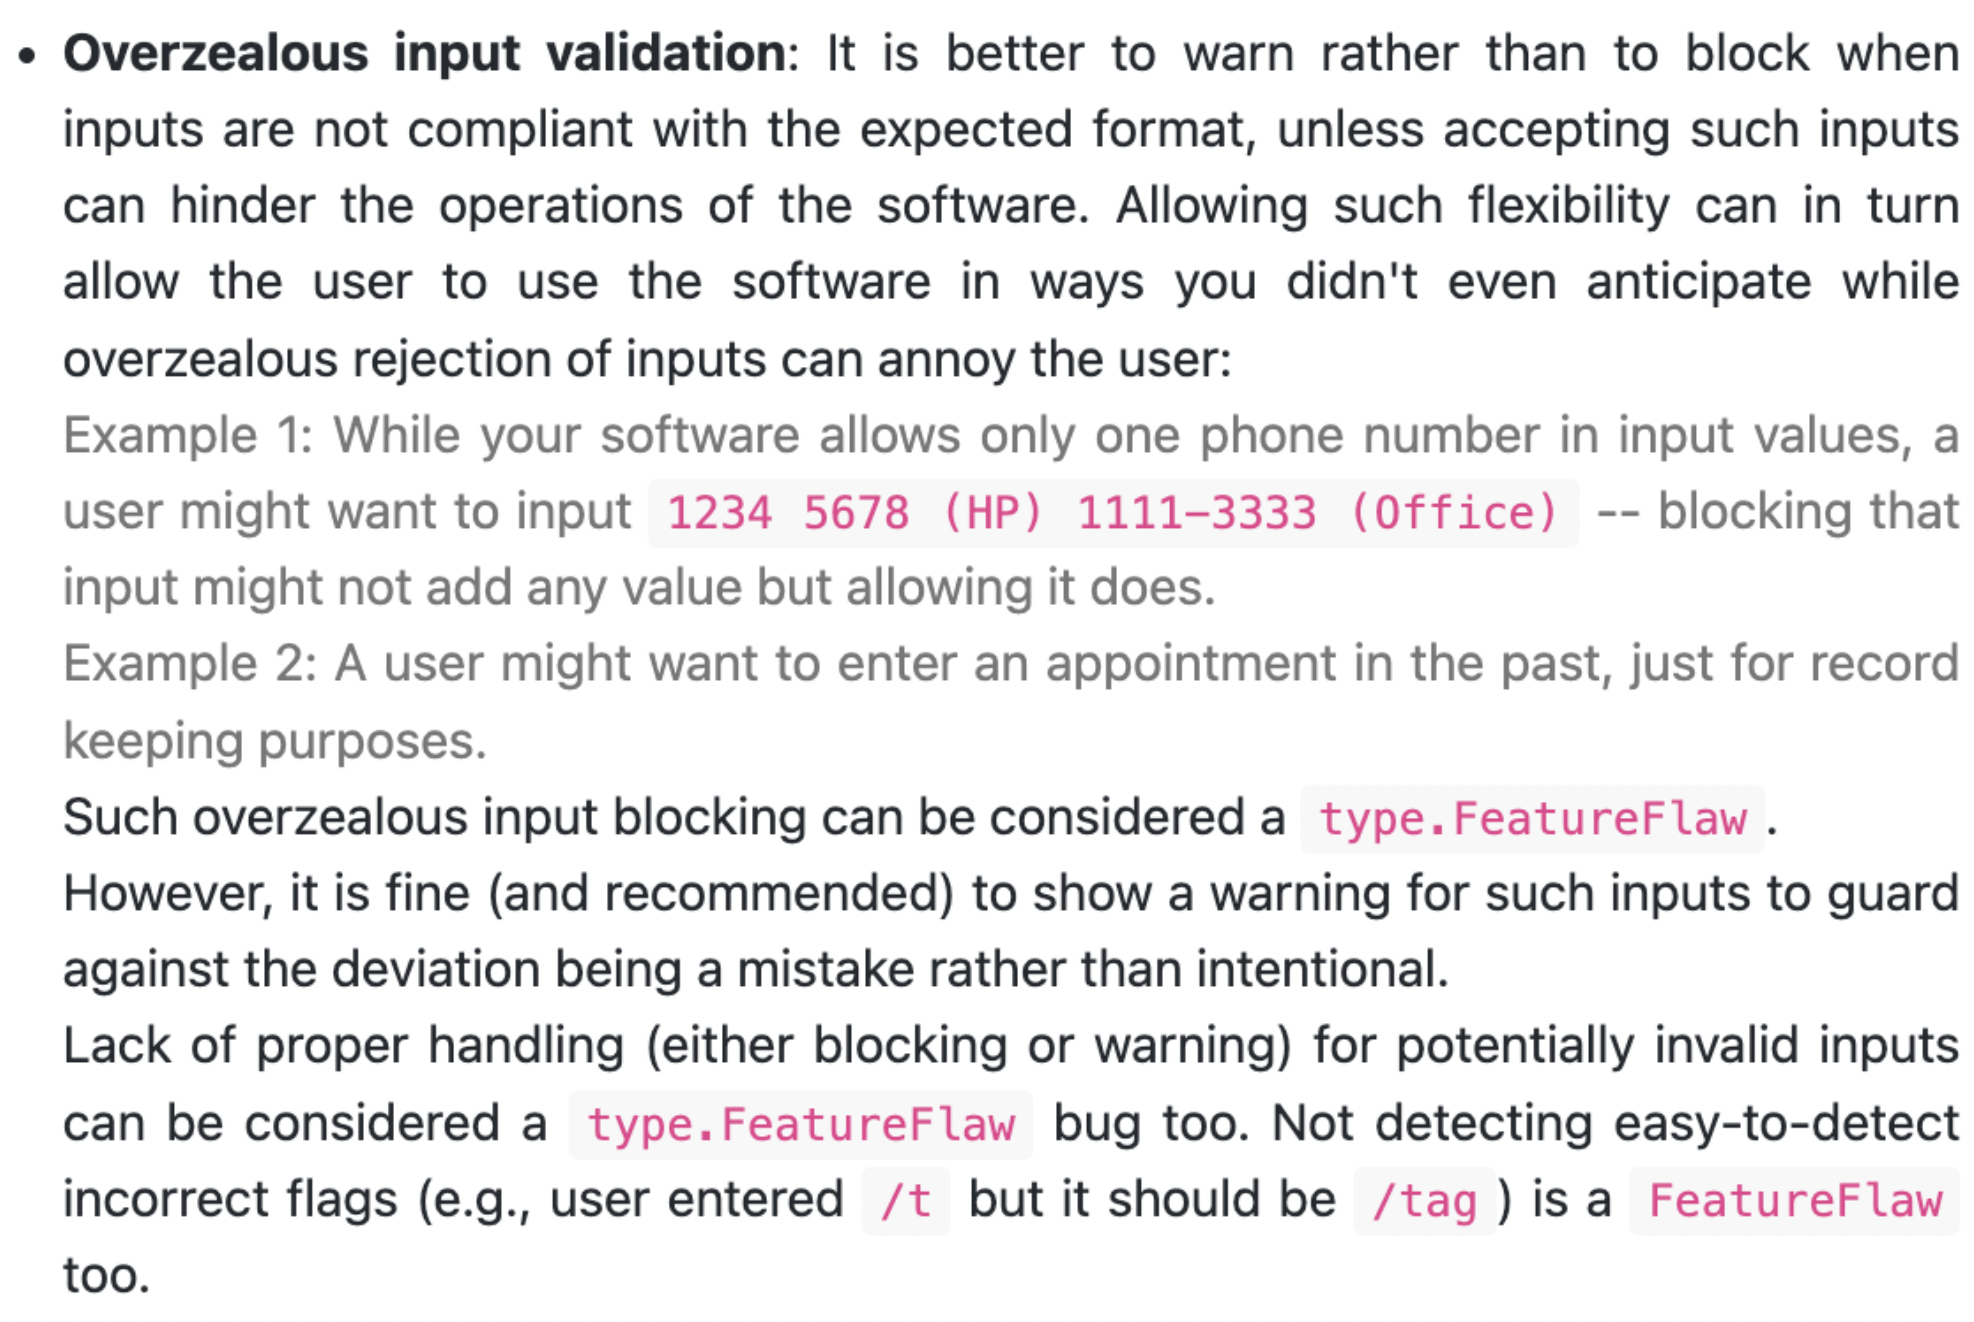 • Overzealous input validation: It is better to warn rather than to block when
inputs are not compliant with the expected format, unless accepting such inputs
can hinder the operations of the software. Allowing such flexibility can in turn
allow the user to use the software in ways you didn't even anticipate while
overzealous rejection of inputs can annoy the user:
Example 1: While your software allows only one phone number in input values, a
user might want to input 1234 5678 (HP) 1111-3333 (Office) -- blocking that
input might not add any value but allowing it does.
Example 2: A user might want to enter an appointment in the past, just for record
keeping purposes.
Such overzealous input blocking can be considered a type.FeatureFlaw .
However, it is fine (and recommended) to show a warning for such inputs to guard
against the deviation being a mistake rather than intentional.
Lack of proper handling (either blocking or warning) for potentially invalid inputs
can be considered a type.FeatureFlaw bug too. Not detecting easy-to-detect
incorrect flags (e.g., user entered /t but it should be /tag ) is a FeatureFlaw
too.